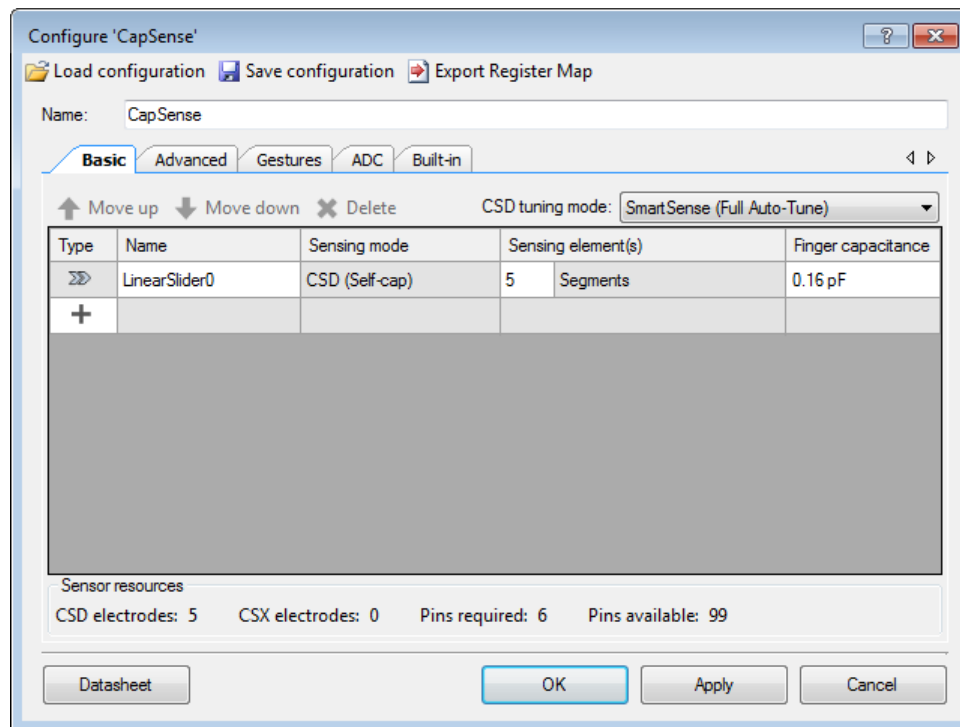 Configure 'CapSense'
Load configuration Save configuration Export Register Map
Name: CapSense
Basic Advanced Gestures ADC Built-in
Move up Move down Delete CSD tuning mode: SmartSense (Full Auto-Tune)
Type Name Sensing mode Sensing element(s) Finger capacitance
LinearSlider0 CSD (Self-cap) 5 Segments 0.16 pF
Sensor resources
CSD electrodes: 5 CSX electrodes: 0 Pins required: 6 Pins available: 99
Datasheet OK Apply Cancel